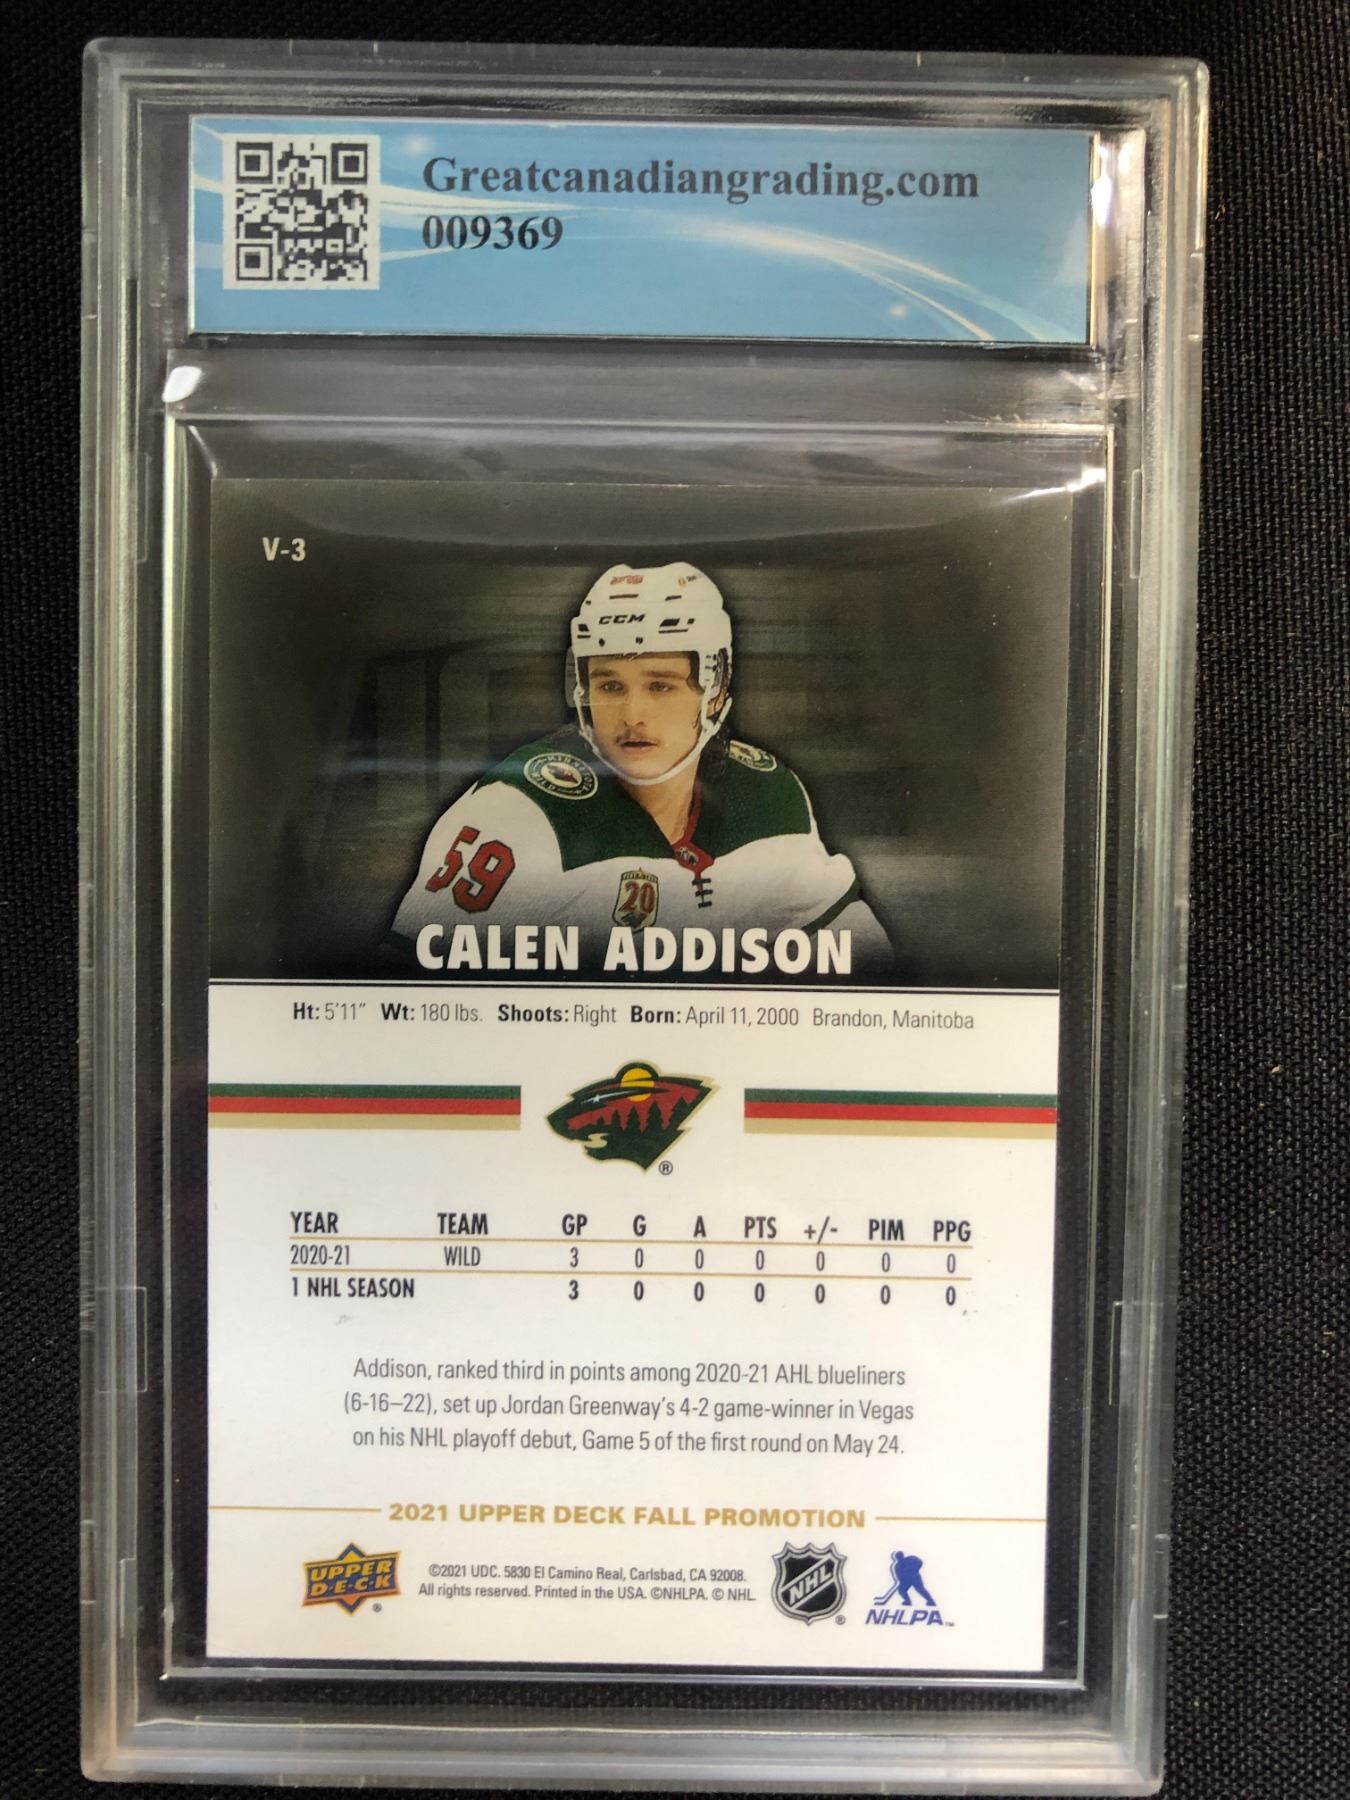 Greatcanadiangrading.com
009369
V-3
CCM
59
20
CALEN ADDISON
Ht: 5'11" Wt: 180 lbs. Shoots: Right Born: April 11, 2000 Brandon, Manitoba
®
YEAR TEAM GP G A PTS +/- PIM PPG
2020-21 WILD 3 0 0 0 0 0 0
1 NHL SEASON 3 0 0 0 0 0 0
Addison, ranked third in points among 2020-21 AHL blueliners
(6-16–22), set up Jordan Greenway's 4-2 game-winner in Vegas
on his NHL playoff debut, Game 5 of the first round on May 24.
2021 UPPER DECK FALL PROMOTION
UPPER
D·E·C·K
®
©2021 UDC. 5830 El Camino Real, Carlsbad, CA 92008.
All rights reserved. Printed in the USA. ©NHLPA. © NHL.
NHL
®
NHLPA™